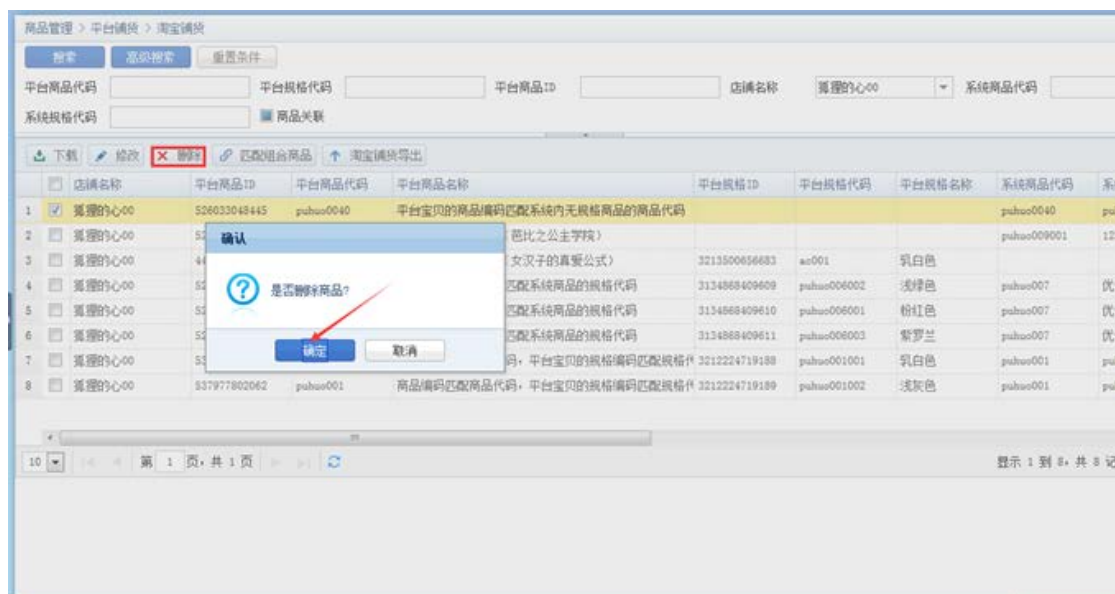 商品管理 > 平台铺货 > 淘宝铺货
搜索 高级搜索 重置条件
平台商品代码 平台规格代码 平台商品ID 店铺名称 狐狸的心00 系统商品代码
系统规格代码 商品关联
下载 修改 删除 匹配组合商品 淘宝铺货导出
店铺名称 平台商品ID 平台商品代码 平台商品名称 平台规格ID 平台规格代码 平台规格名称 系统商品代码 系
1 狐狸的心00 526033048445 puhuo0040 平台宝贝的商品编码匹配系统内无规格商品的商品代码 puhuo0040 pu
2 狐狸的心00 52 芭比之公主学院) puhuo009001 12
3 狐狸的心00 44 女汉子的真爱公式) 3213500656683 ao001 乳白色
4 狐狸的心00 52 匹配系统商品的规格代码 3134868409609 puhuo006002 浅绿色 puhuo007 优
5 狐狸的心00 52 匹配系统商品的规格代码 3134868409610 puhuo006001 粉红色 puhuo007 优
6 狐狸的心00 52 匹配系统商品的规格代码 3134868409611 puhuo006003 紫罗兰 puhuo007 优
7 狐狸的心00 53 码，平台宝贝的规格编码匹配规格代 3212224719188 puhuo001001 乳白色 puhuo001 pu
8 狐狸的心00 537977802062 puhuo001 商品编码匹配商品代码，平台宝贝的规格编码匹配规格代 3212224719189 puhuo001002 浅灰色 puhuo001 pu
确认
是否删除商品?
确定 取消
10 第 1 页，共 1 页 显示 1 到 8，共 8 记